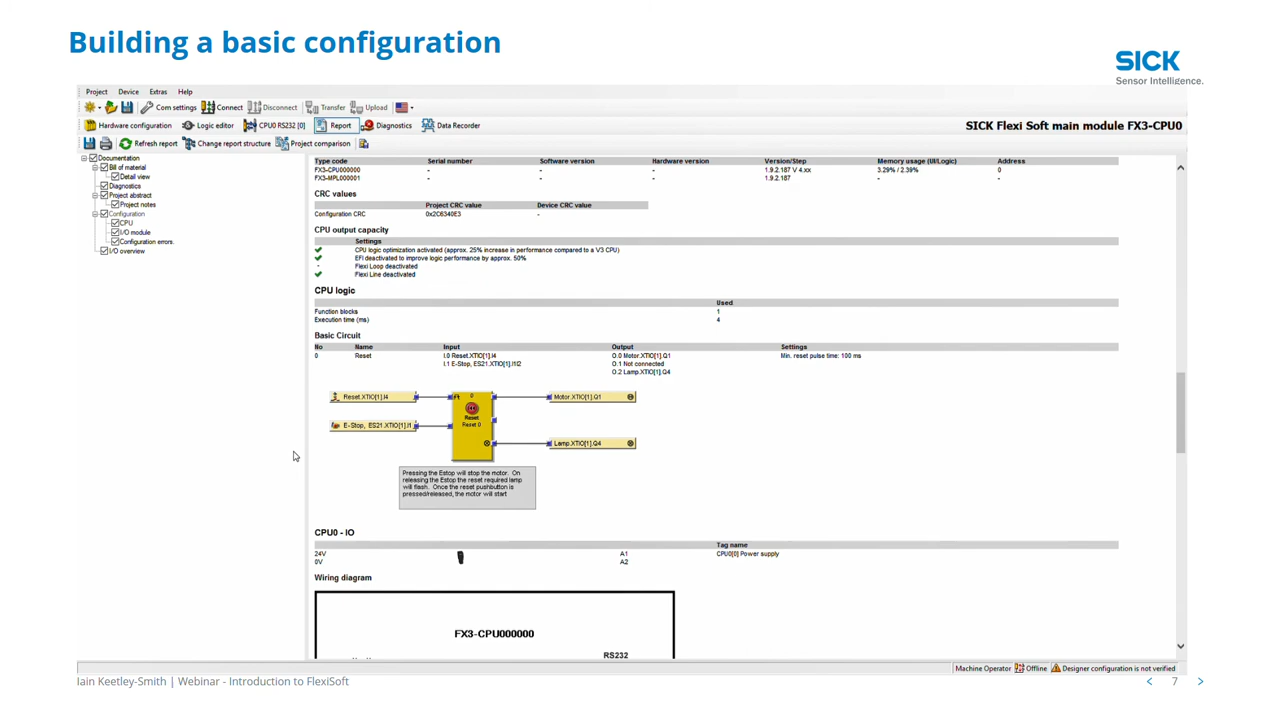 Building a basic configuration
SICK
Sensor Intelligence.
Project Device Extras Help
Com settings Connect Disconnect Transfer Upload
Hardware configuration Logic editor CPU0 RS232 [0] Report Diagnostics Data Recorder
SICK Flexi Soft main module FX3-CPU0
Refresh report Change report structure Project comparison
Documentation
Bill of material
Detail view
Diagnostics
Project abstract
Project notes
Configuration
CPU
I/O module
Configuration errors.
I/O overview
Type code Serial number Software version Hardware version Version/Step Memory usage (UI/Logic) Address
FX3-CPU000000 - - - 1.9.2.187 V 4.xx 3.29% / 2.39% 0
FX3-MPL000001 - - - 1.9.2.187 - -
CRC values
Project CRC value Device CRC value
Configuration CRC 0x2C6340E3 -
CPU output capacity
Settings
CPU logic optimization activated (approx. 25% increase in performance compared to a V3 CPU)
EFI deactivated to improve logic performance by approx. 50%
- Flexi Loop deactivated
Flexi Line deactivated
CPU logic
Used
Function blocks 1
Execution time (ms) 4
Basic Circuit
No Name Input Output Settings
0 Reset I.0 Reset.XTIO[1].I4 O.0 Motor.XTIO[1].Q1 Min. reset pulse time: 100 ms
I.1 E-Stop, ES21.XTIO[1].I1I2 O.1 Not connected
O.2 Lamp.XTIO[1].Q4
Reset.XTIO[1].I4 0 Motor.XTIO[1].Q1
Reset
Reset 0
E-Stop, ES21.XTIO[1].I1
Lamp.XTIO[1].Q4
Pressing the Estop will stop the motor. On
releasing the Estop the reset required lamp
will flash. Once the reset pushbutton is
pressed/released, the motor will start
CPU0 - IO
Tag name
24V A1 CPU0[0] Power supply
0V A2
Wiring diagram
FX3-CPU000000
RS232
Machine Operator Offline Designer configuration is not verified
Iain Keetley-Smith | Webinar - Introduction to FlexiSoft
< 7 >